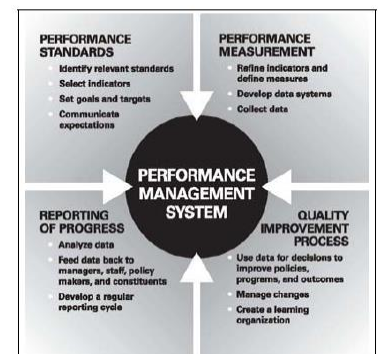 PERFORMANCE
STANDARDS
Identify relevant standards
Select indicators
Set goals and targets
Communicate
expectations
PERFORMANCE
MEASUREMENT
Refine indicators and
define measures
Develop data systems
Collect data
PERFORMANCE
MANAGEMENT
SYSTEM
REPORTING
OF PROGRESS
Analyze data
Feed data back to
managers, staff, policy
makers, and constituents
Develop a regular
reporting cycle
QUALITY
IMPROVEMENT
PROCESS
Use data for decisions to
improve policies,
programs, and outcomes
Manage changes
Create a learning
organization